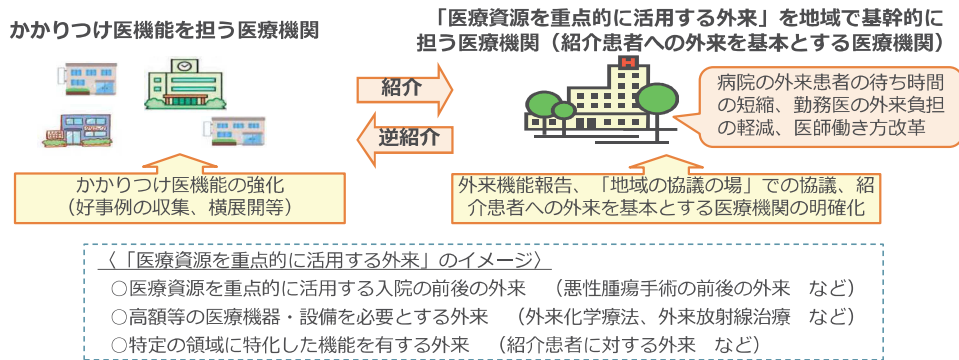 かかりつけ医機能を担う医療機関
「医療資源を重点的に活用する外来」を地域で基幹的に
担う医療機関（紹介患者への外来を基本とする医療機関）
紹介
逆紹介
H
病院の外来患者の待ち時間
の短縮、勤務医の外来負担
の軽減、医師働き方改革
かかりつけ医機能の強化
（好事例の収集、横展開等）
外来機能報告、「地域の協議の場」での協議、紹
介患者への外来を基本とする医療機関の明確化
〈「医療資源を重点的に活用する外来」のイメージ〉
○医療資源を重点的に活用する入院の前後の外来　（悪性腫瘍手術の前後の外来　など）
○高額等の医療機器・設備を必要とする外来　（外来化学療法、外来放射線治療　など）
○特定の領域に特化した機能を有する外来　（紹介患者に対する外来　など）